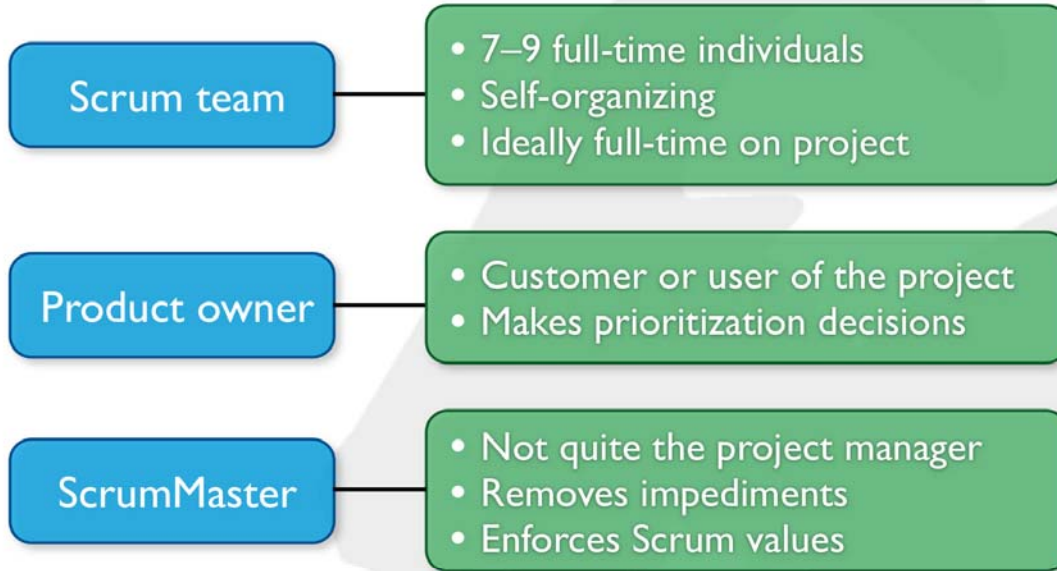 Scrum team
• 7–9 full-time individuals
• Self-organizing
• Ideally full-time on project
Product owner
• Customer or user of the project
• Makes prioritization decisions
ScrumMaster
• Not quite the project manager
• Removes impediments
• Enforces Scrum values